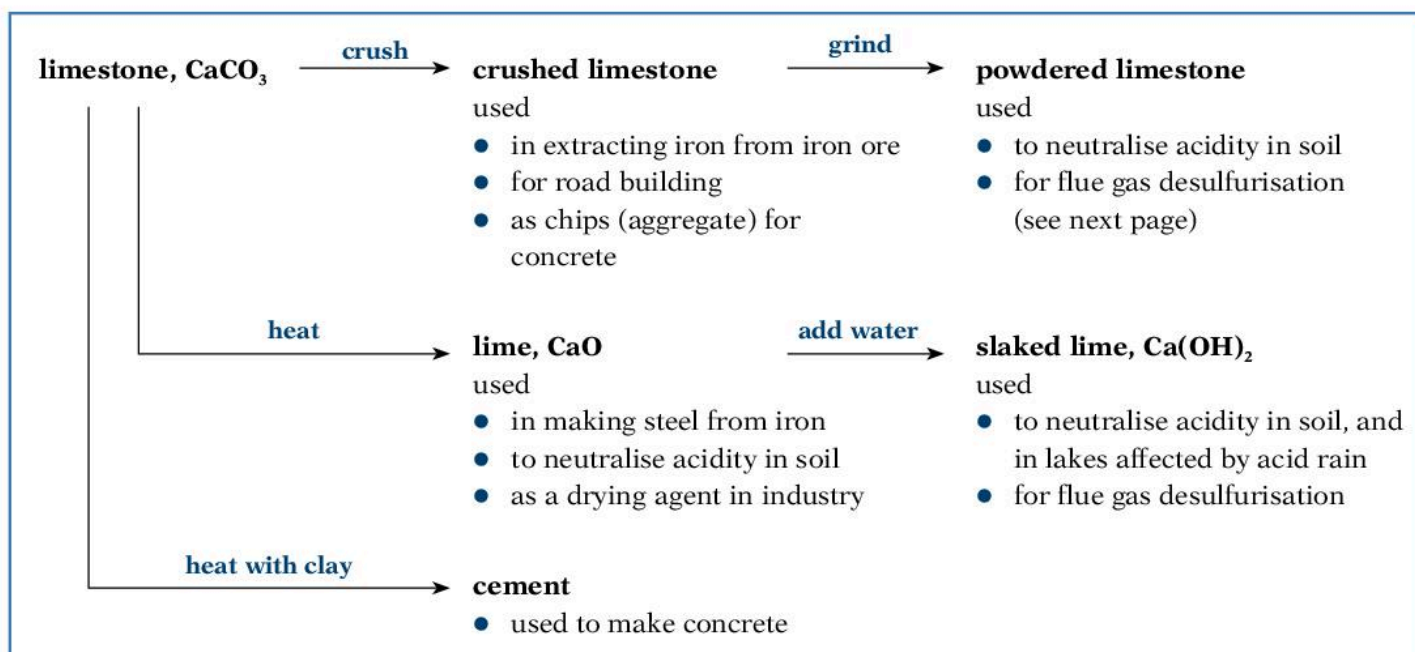 limestone, CaCO₃
crush
crushed limestone
used
• in extracting iron from iron ore
• for road building
• as chips (aggregate) for
concrete
grind
powdered limestone
used
• to neutralise acidity in soil
• for flue gas desulfurisation
(see next page)
heat
lime, CaO
used
• in making steel from iron
• to neutralise acidity in soil
• as a drying agent in industry
add water
slaked lime, Ca(OH)₂
used
• to neutralise acidity in soil, and
in lakes affected by acid rain
• for flue gas desulfurisation
heat with clay
cement
• used to make concrete